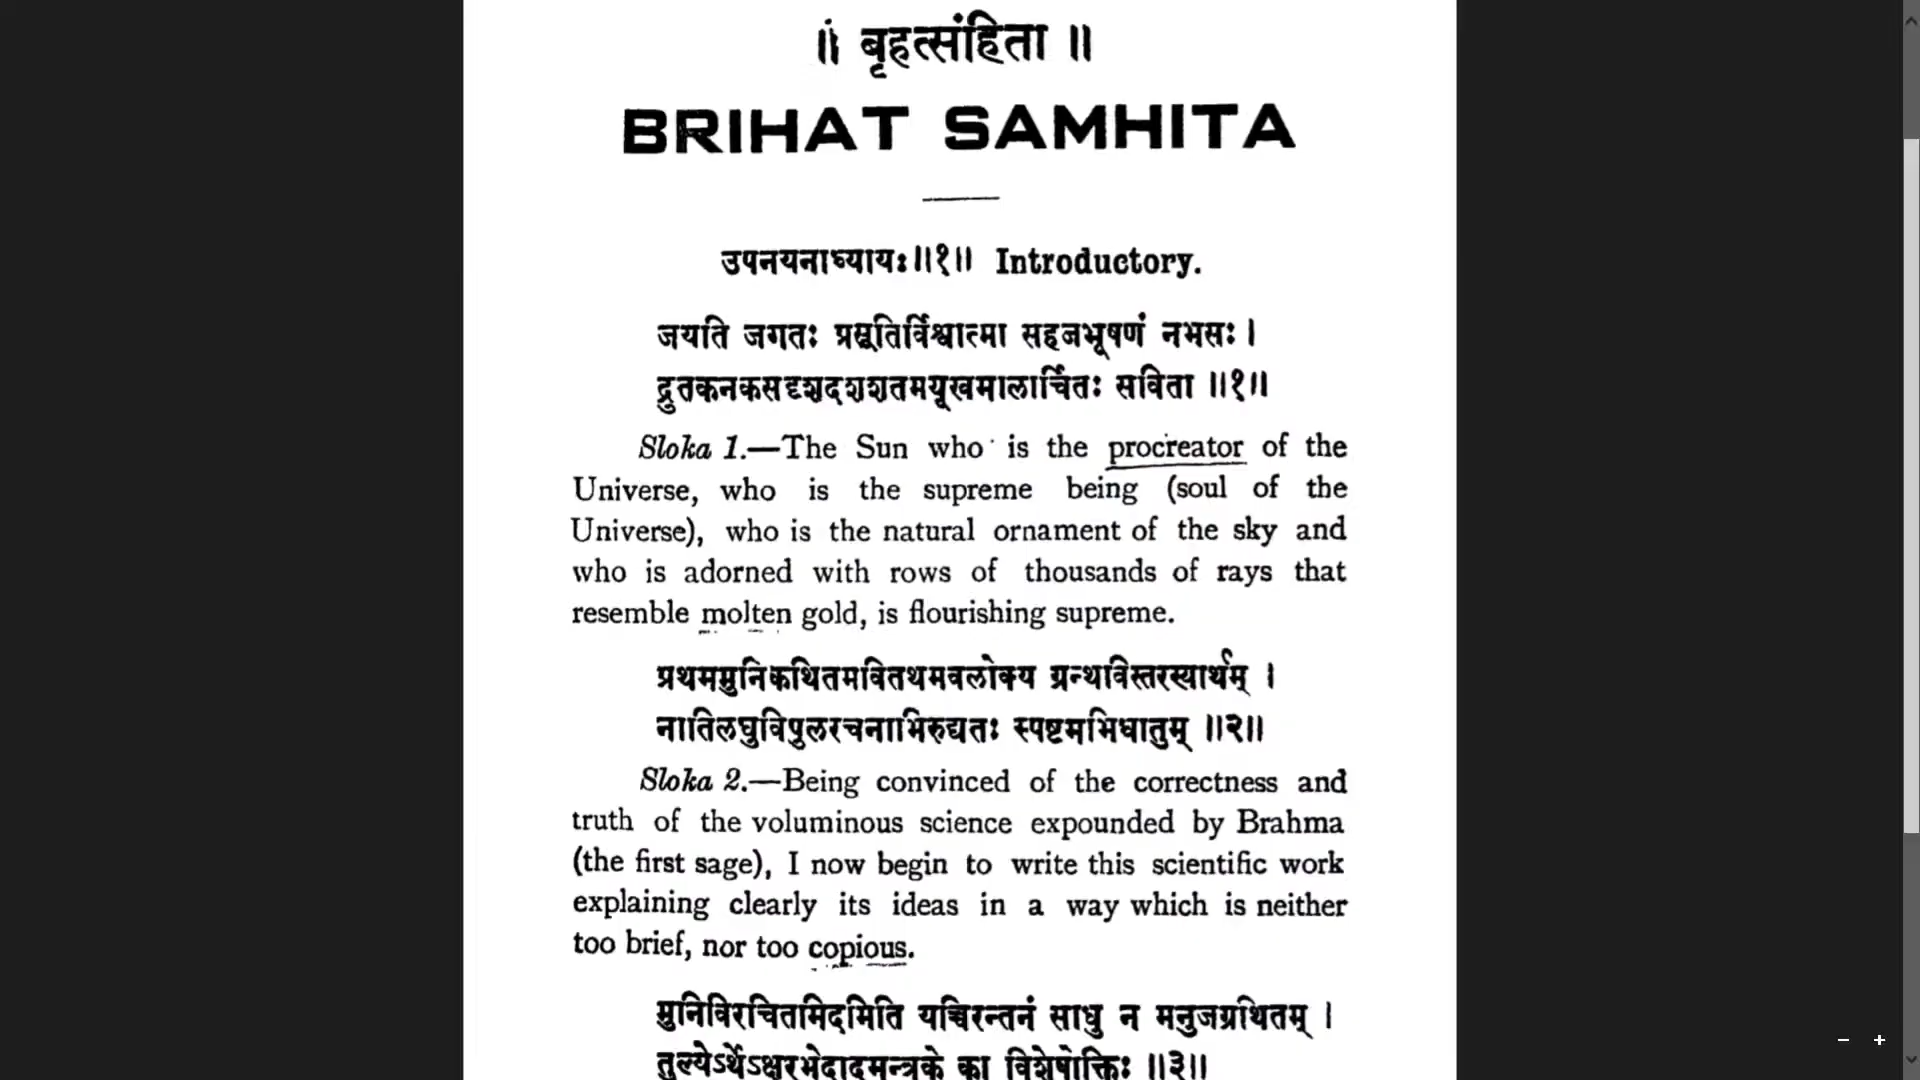 ॥ बृहत्संहिता ॥
BRIHAT SAMHITA
उपनयनाध्यायः॥१॥ Introductory.
जयति जगतः प्रसूतिर्विश्वात्मा सहजभूषणं नभसः।
द्रुतकनकसदृशदशशतमयूखमालार्चितः सविता ॥१॥
Sloka 1.—The Sun who is the procreator of the
Universe, who is the supreme being (soul of the
Universe), who is the natural ornament of the sky and
who is adorned with rows of thousands of rays that
resemble molten gold, is flourishing supreme.
प्रथममुनिकथितमवितथमवलोक्य ग्रन्थविस्तरस्यार्थम् ।
नातिलघुविपुलरचनाभिरुद्यतः स्पष्टमभिधातुम् ॥२॥
Sloka 2.—Being convinced of the correctness and
truth of the voluminous science expounded by Brahma
(the first sage), I now begin to write this scientific work
explaining clearly its ideas in a way which is neither
too brief, nor too copious.
मुनिविरचितमिदमिति यच्चिरन्तनं साधु न मनुजग्रथितम् ।
तुल्येऽर्थेऽक्षरभेदादमन्त्रके का विशेषोक्तिः ॥३॥